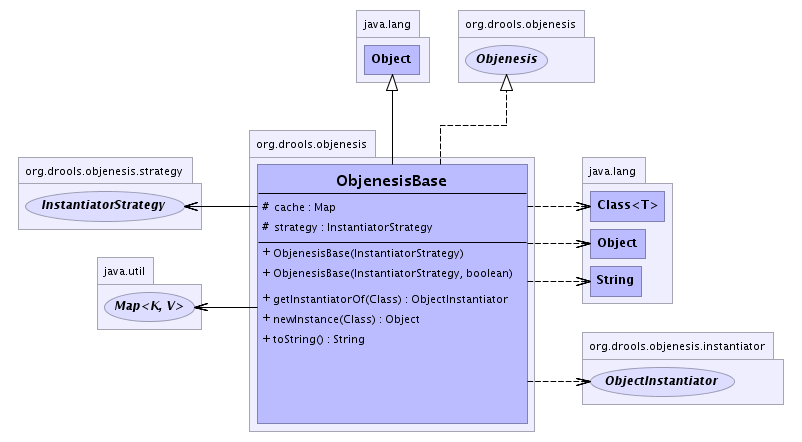 java.lang
Object
org.drools.objenesis
Objenesis
org.drools.objenesis
ObjenesisBase
# cache : Map
# strategy : InstantiatorStrategy
+ ObjenesisBase(InstantiatorStrategy)
+ ObjenesisBase(InstantiatorStrategy, boolean)
+ getInstantiatorOf(Class) : ObjectInstantiator
+ newInstance(Class) : Object
+ toString() : String
org.drools.objenesis.strategy
InstantiatorStrategy
java.util
Map<K, V>
java.lang
Class<T>
Object
String
org.drools.objenesis.instantiator
ObjectInstantiator